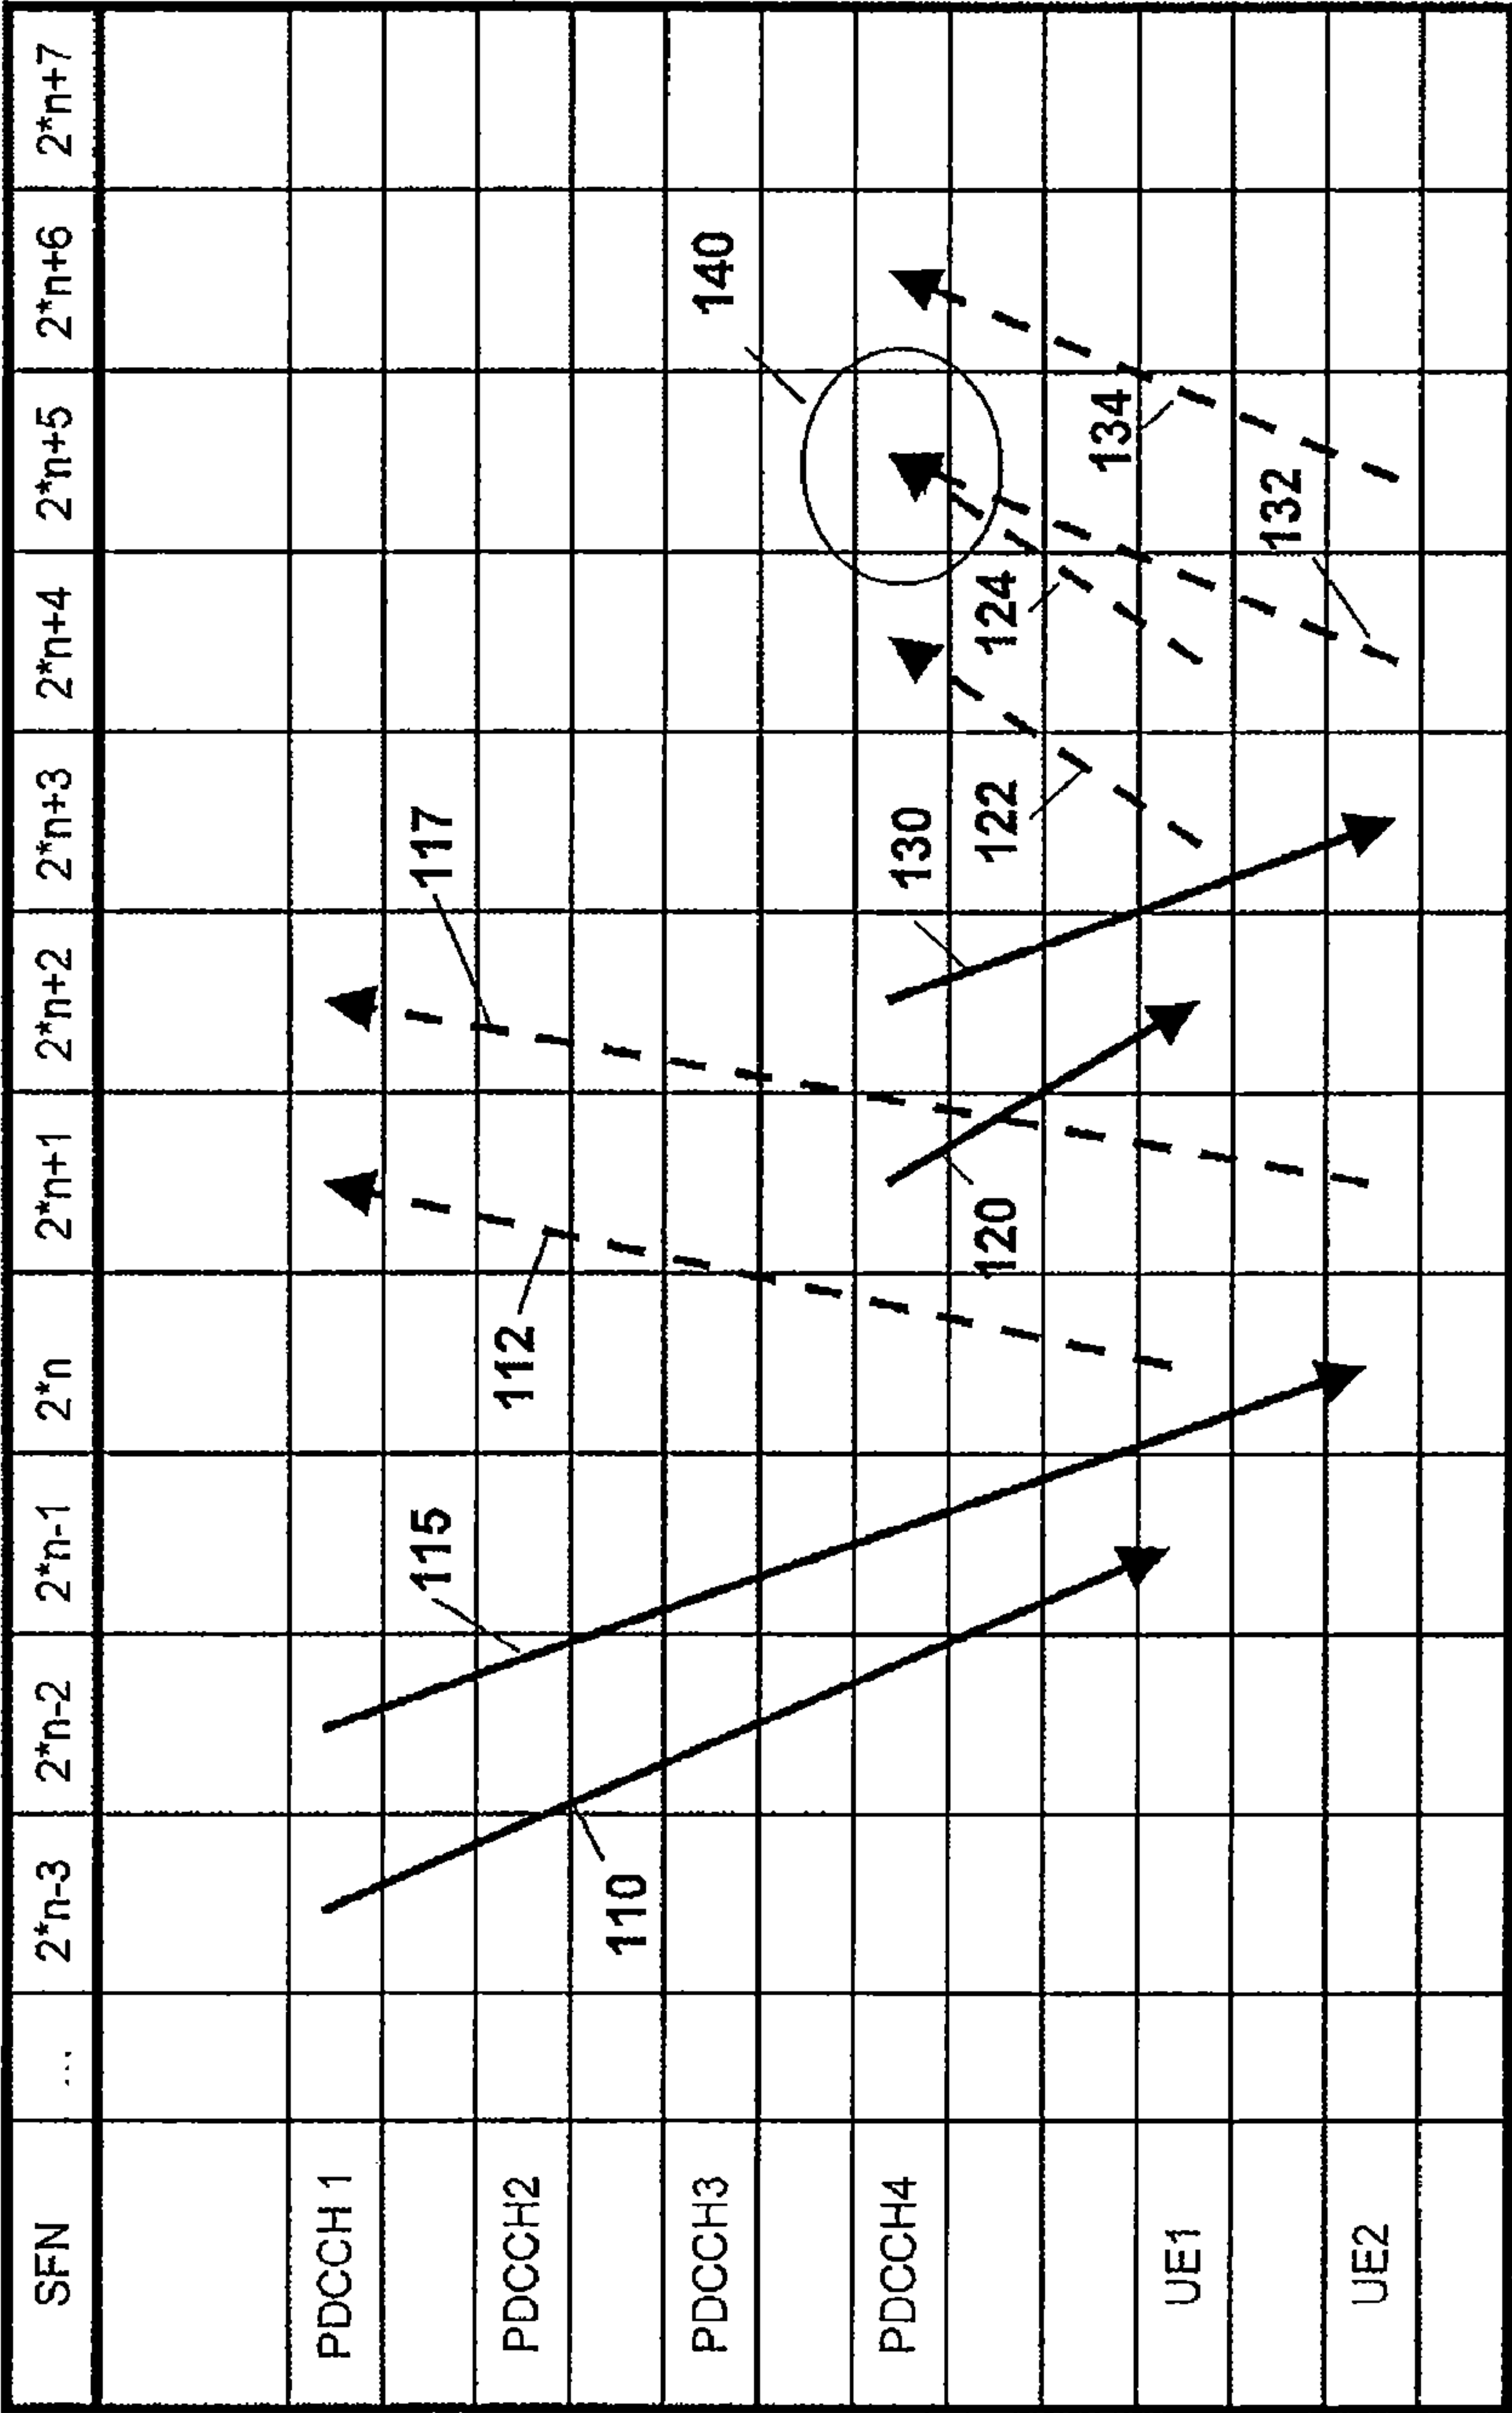 SFN ... 2*n-3 2*n-2 2*n-1 2*n 2*n+1 2*n+2 2*n+3 2*n+4 2*n+5 2*n+6 2*n+7
PDCCH 1
115
117
PDCCH2
112
110
PDCCH3
140
PDCCH4
130
120
122
124
134
UE1
132
UE2